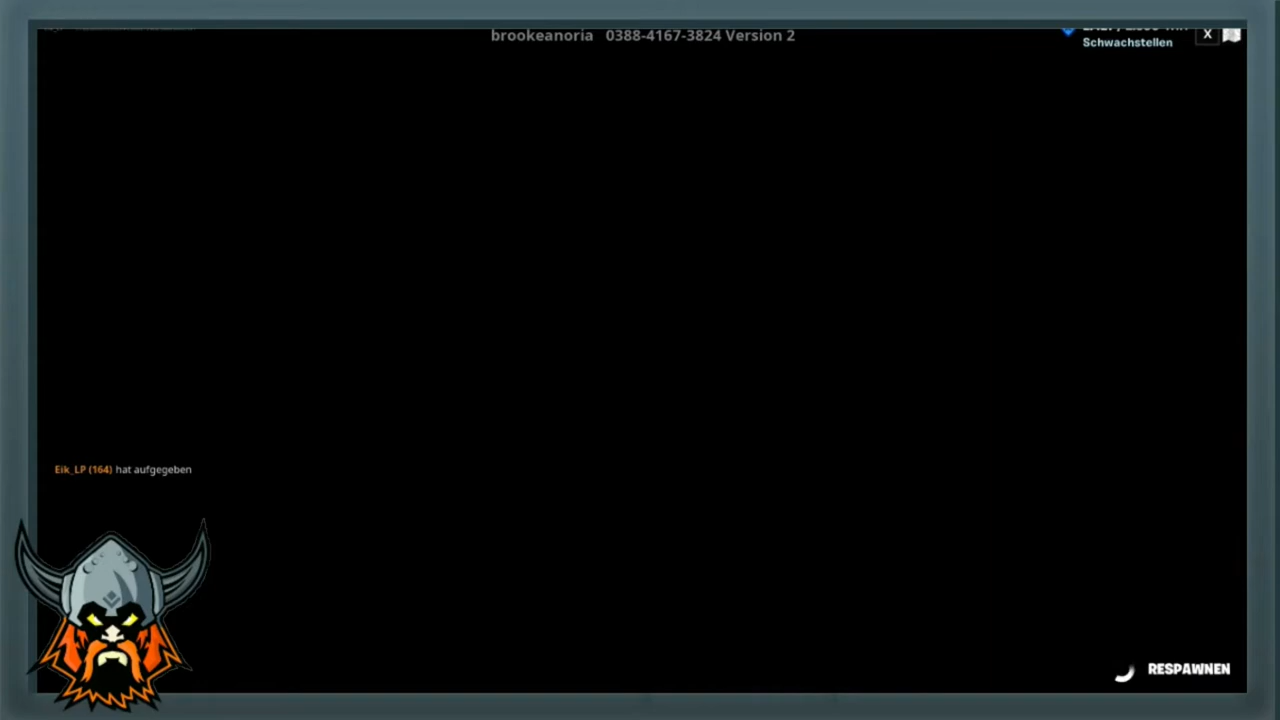 brookeanoria 0388-4167-3824 Version 2
Schwachstellen
X
Eik_LP (164) hat aufgegeben
RESPAWNEN